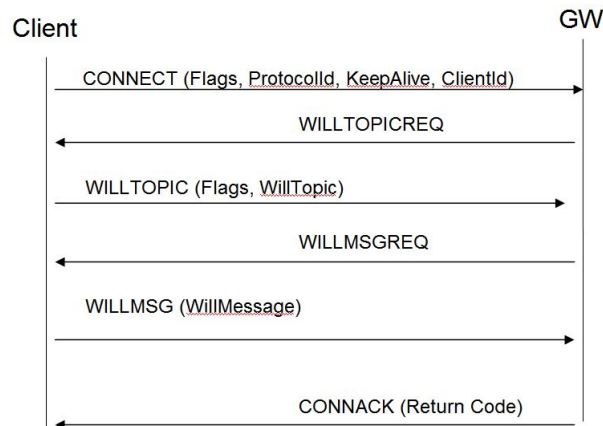 Client
GW
CONNECT (Flags, ProtocolId, KeepAlive, ClientId)
WILLTOPICREQ
WILLTOPIC (Flags, WillTopic)
WILLMSGREQ
WILLMSG (WillMessage)
CONNACK (Return Code)